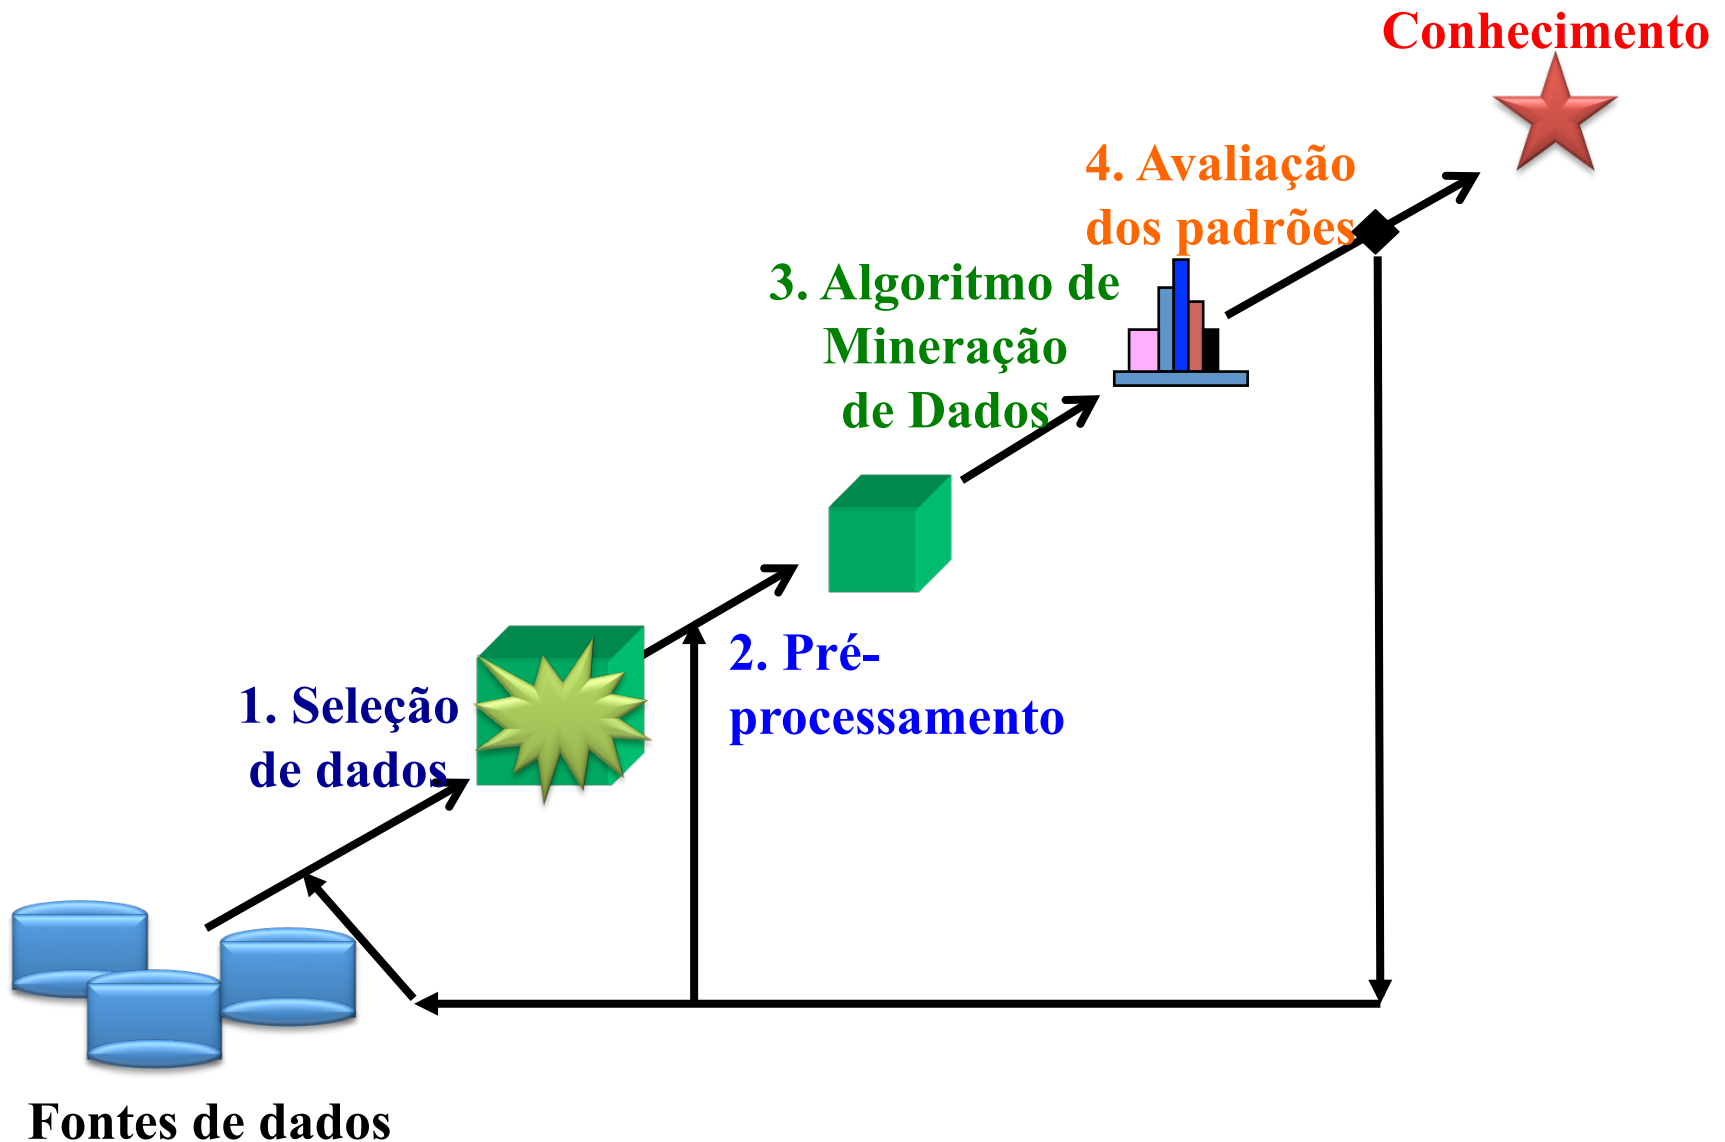 Conhecimento
4. Avaliação
dos padrões
3. Algoritmo de
Mineração
de Dados
2. Pré-
processamento
1. Seleção
de dados
Fontes de dados